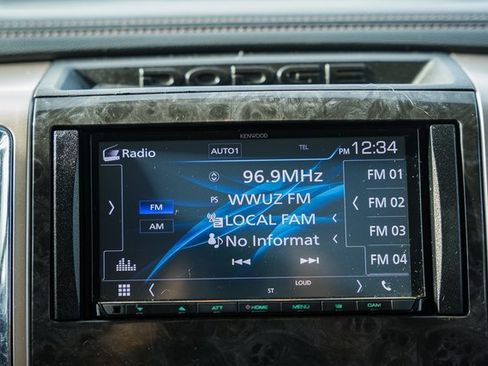 DODGE
KENWOOD
Radio AUTO1 TEL PM 12:34
96.9MHz FM 01
PS WWUZ FM FM 02
FM
LOCAL FAM FM 03
AM
No Informat FM 04
ST LOUD
ATT HOME MENU CAM